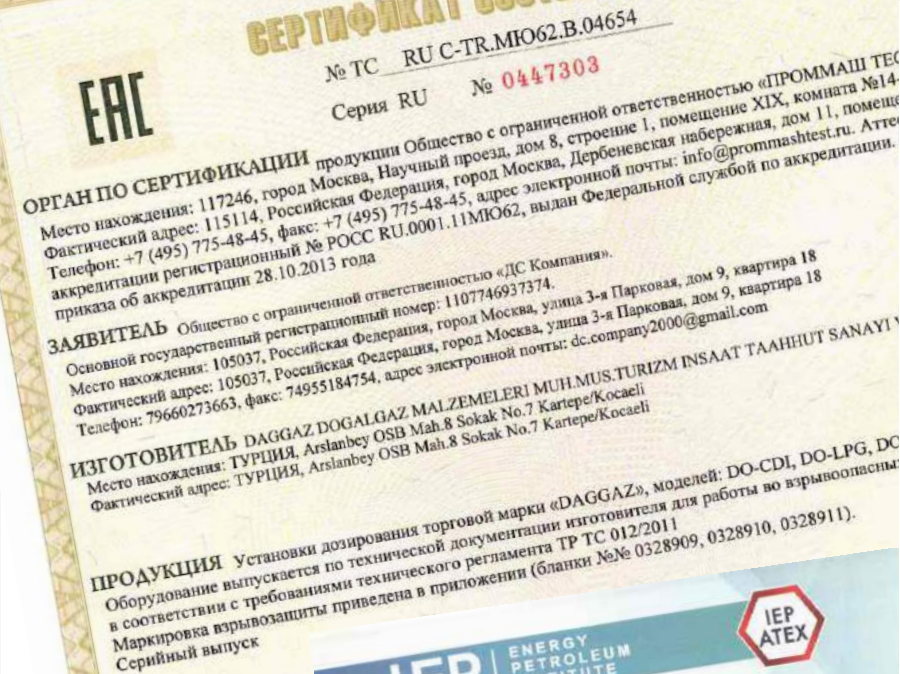 СЕРТИФИКАТ
№ ТС RU C-TR.МЮ62.В.04654
Серия RU № 0447303
EAC
ОРГАН ПО СЕРТИФИКАЦИИ продукции Общество с ограниченной ответственностью «ПРОММАШ ТЕС
Место нахождения: 117246, город Москва, Научный проезд, дом 8, строение 1, помещение XIX, комната №14-
Фактический адрес: 115114, Российская Федерация, город Москва, Дербеневская набережная, дом 11, помеще
Телефон: +7 (495) 775-48-45, факс: +7 (495) 775-48-45, адрес электронной почты: info@prommashtest.ru. Аттес
аккредитации регистрационный № РОСС RU.0001.11МЮ62, выдан Федеральной службой по аккредитации.
приказа об аккредитации 28.10.2013 года
ЗАЯВИТЕЛЬ Общество с ограниченной ответственностью «ДС Компания».
Основной государственный регистрационный номер: 1107746937374.
Место нахождения: 105037, Российская Федерация, город Москва, улица 3-я Парковая, дом 9, квартира 18
Фактический адрес: 105037, Российская Федерация, город Москва, улица 3-я Парковая, дом 9, квартира 18
Телефон: 79660273663, факс: 74955184754, адрес электронной почты: dc.company2000@gmail.com
ИЗГОТОВИТЕЛЬ DAGGAZ DOGALGAZ MALZEMELERI MUH.MUS.TURIZM INSAAT TAAHHUT SANAYI V
Место нахождения: ТУРЦИЯ, Arslanbey OSB Mah.8 Sokak No.7 Kartepe/Kocaeli
Фактический адрес: ТУРЦИЯ, Arslanbey OSB Mah.8 Sokak No.7 Kartepe/Kocaeli
ПРОДУКЦИЯ Установки дозирования торговой марки «DAGGAZ», моделей: DO-CDI, DO-LPG, DO
Оборудование выпускается по технической документации изготовителя для работы во взрывоопасны
в соответствии с требованиями технического регламента ТР ТС 012/2011
Маркировка взрывозащиты приведена в приложении (бланки №№ 0328909, 0328910, 0328911).
Серийный выпуск
IEP
ENERGY
PETROLEUM
IEP
ATEX